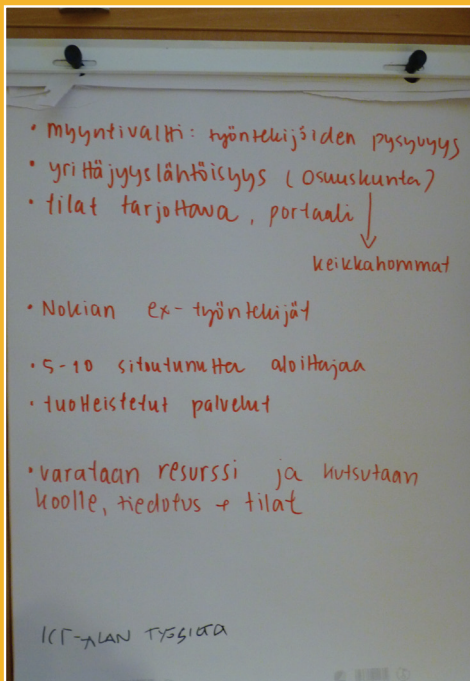 • myyntivaltti: työntekijöiden pysyvyys
• yrittäjyyslähtöisyys (osuuskunta)
• tilat tarjottava, portaali
keikkahommat
• Nokian ex-työntekijät
• 5-10 sitoutunutta aloittajaa
• tuotteistetut palvelut
• varataan resurssi ja kutsutaan
koolle, tiedotus + tilat
ICT-ALAN TYÖSILTA